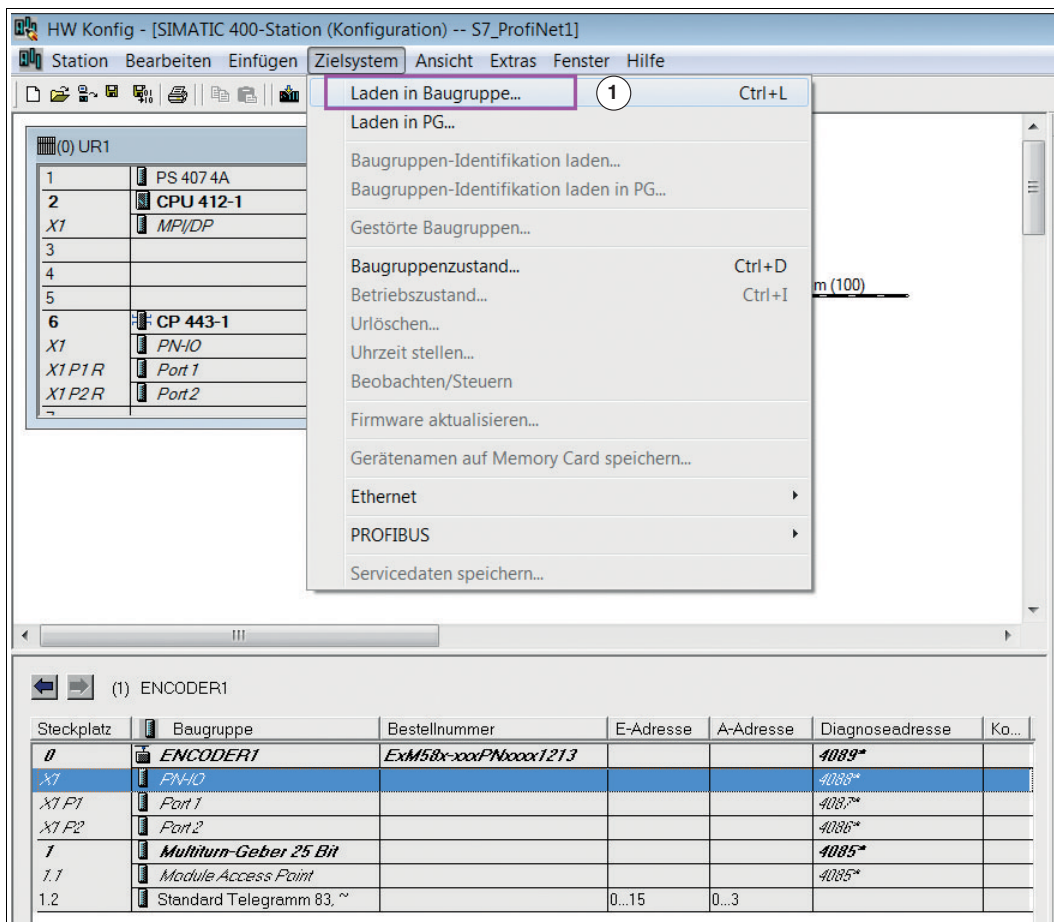 HW Konfig - [SIMATIC 400-Station (Konfiguration) -- S7_ProfiNet1]
Station Bearbeiten Einfügen Zielsystem Ansicht Extras Fenster Hilfe
Laden in Baugruppe... 1 Ctrl+L
Laden in PG...
Baugruppen-Identifikation laden...
Baugruppen-Identifikation laden in PG...
Gestörte Baugruppen...
Baugruppenzustand... Ctrl+D
Betriebszustand... Ctrl+I
Urlöschen...
Uhrzeit stellen...
Beobachten/Steuern
Firmware aktualisieren...
Gerätenamen auf Memory Card speichern...
Ethernet
PROFIBUS
Servicedaten speichern...
(0) UR1
1 PS 407 4A
2 CPU 412-1
X1 MPI/DP
3
4
5
6 CP 443-1
X1 PN-IO
X1 P1 R Port 1
X1 P2 R Port 2
m (100)
(1) ENCODER1
Steckplatz Baugruppe Bestellnummer E-Adresse A-Adresse Diagnoseadresse Ko...
0 ENCODER1 ExM58x-xxxPNxxxx1213 4089*
X1 PN-IO 4088*
X1 P1 Port 1 4087*
X1 P2 Port 2 4086*
1 Multiturn-Geber 25 Bit 4085*
1.1 Module Access Point 4085*
1.2 Standard Telegramm 83, ~ 0...15 0...3